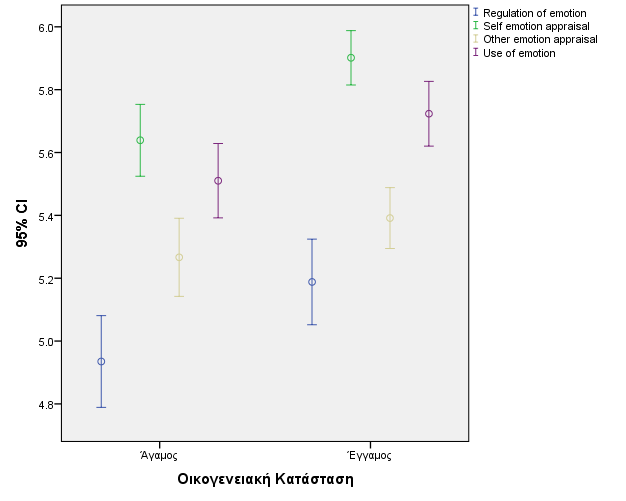 Regulation of emotion
Self emotion appraisal
Other emotion appraisal
Use of emotion
6.0
5.8
5.6
5.4
5.2
5.0
4.8
95% CI
Άγαμος
Έγγαμος
Οικογενειακή Κατάσταση